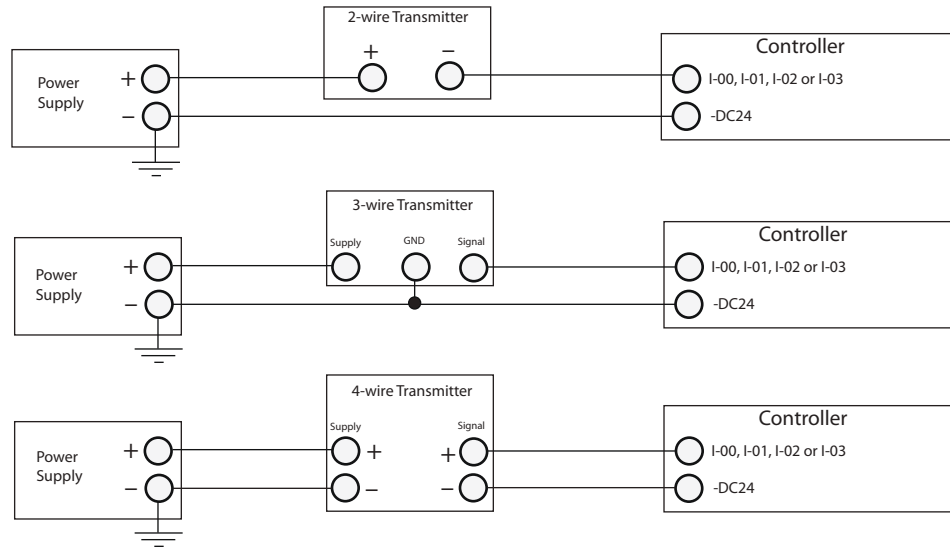 2-wire Transmitter
+ −
Power
Supply
+
−
Controller
I-00, I-01, I-02 or I-03
-DC24
3-wire Transmitter
Supply GND Signal
Power
Supply
+
−
Controller
I-00, I-01, I-02 or I-03
-DC24
4-wire Transmitter
Supply Signal
+ +
− −
Power
Supply
+
−
Controller
I-00, I-01, I-02 or I-03
-DC24